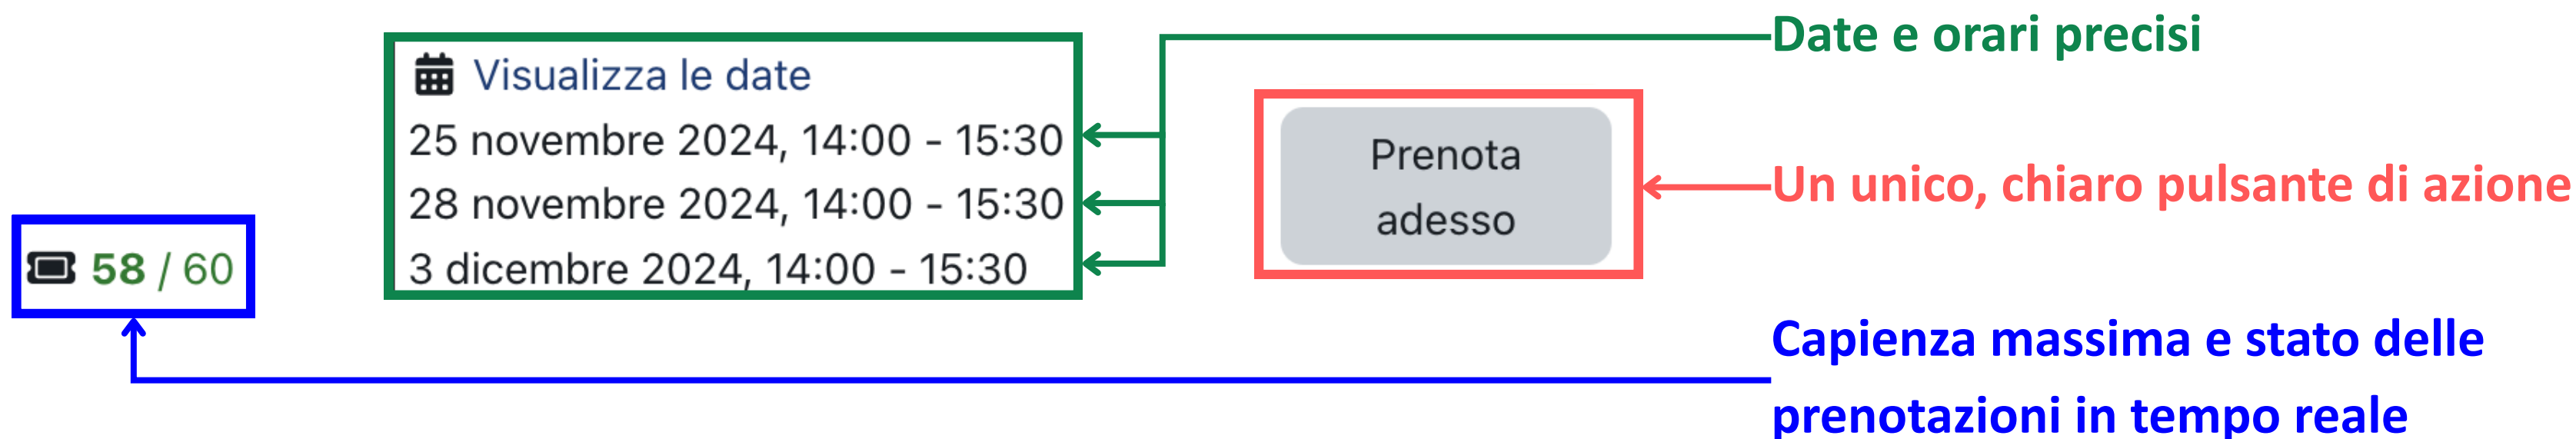 58 / 60
Visualizza le date
25 novembre 2024, 14:00 - 15:30
28 novembre 2024, 14:00 - 15:30
3 dicembre 2024, 14:00 - 15:30
Prenota
adesso
Date e orari precisi
Un unico, chiaro pulsante di azione
Capienza massima e stato delle
prenotazioni in tempo reale